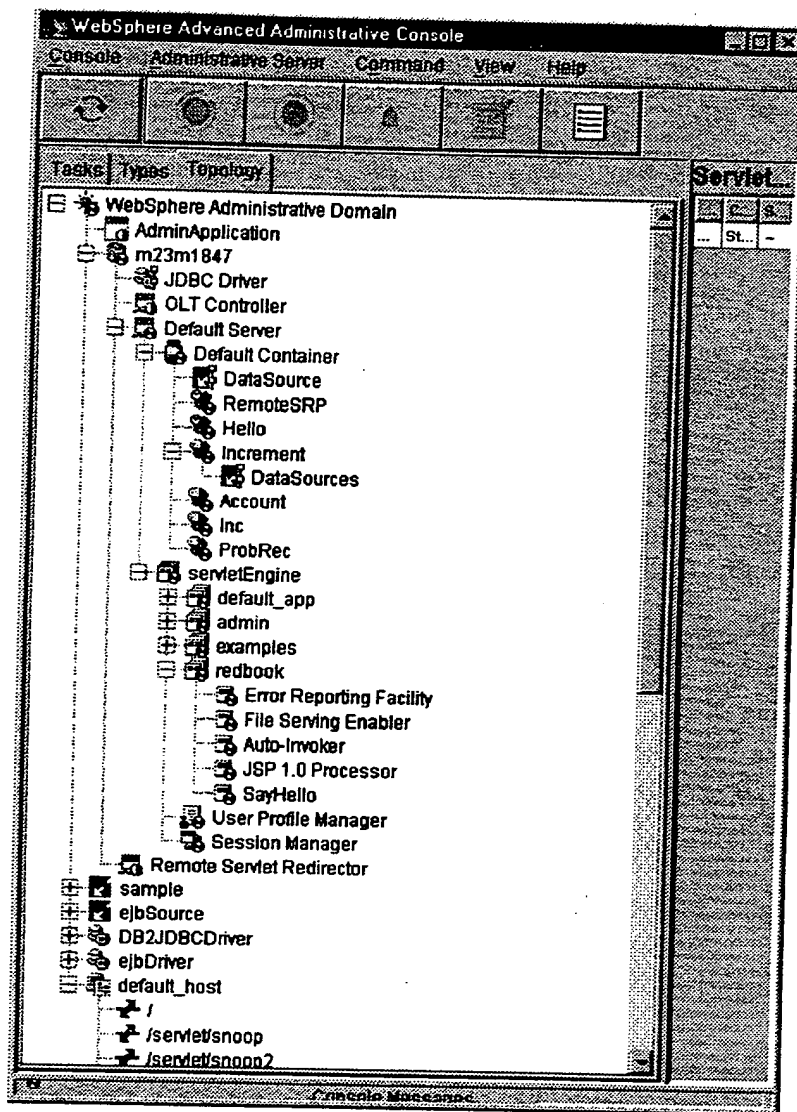 WebSphere Advanced Administrative Console
Console Administrative Server Command View Help
Tasks Types Topology
Servlet...
... C... S...
... St... –
WebSphere Administrative Domain
AdminApplication
m23m1847
JDBC Driver
OLT Controller
Default Server
Default Container
DataSource
RemoteSRP
Hello
Increment
DataSources
Account
Inc
ProbRec
servletEngine
default_app
admin
examples
redbook
Error Reporting Facility
File Serving Enabler
Auto-Invoker
JSP 1.0 Processor
SayHello
User Profile Manager
Session Manager
Remote Servlet Redirector
sample
ejbSource
DB2JDBCDriver
ejbDriver
default_host
/
/servlet/snoop
/servlet/snoop2
Console Messages